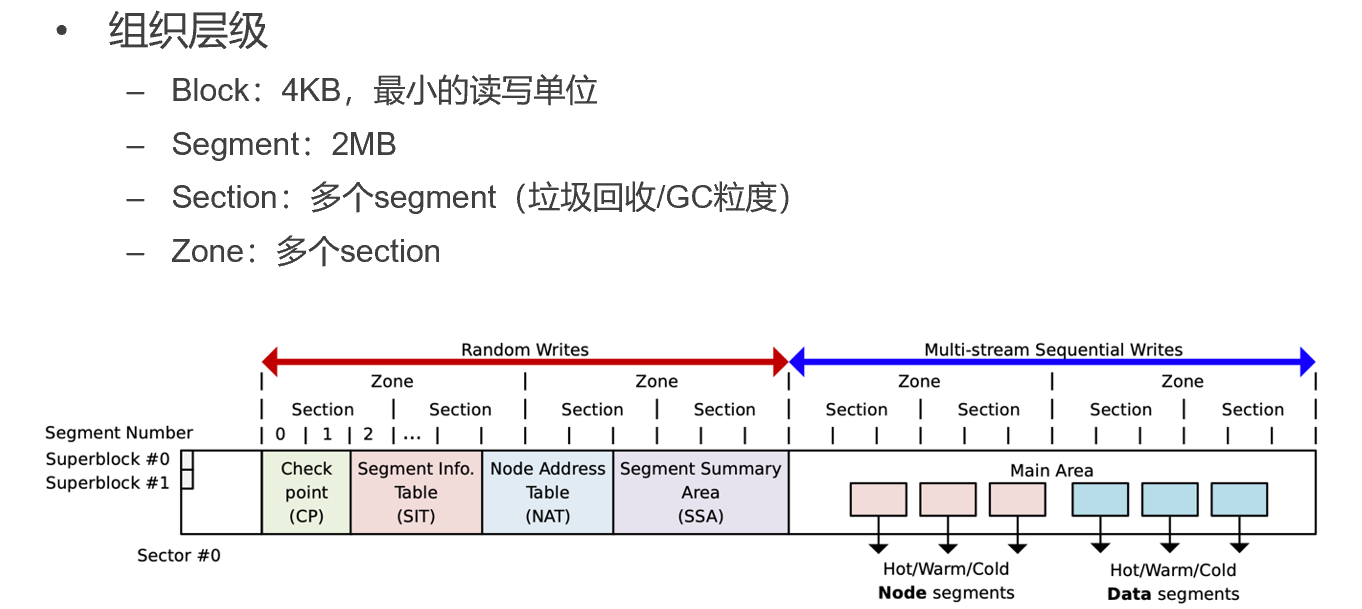 • 组织层级
– Block：4KB，最小的读写单位
– Segment：2MB
– Section：多个segment（垃圾回收/GC粒度）
– Zone：多个section
Random Writes Multi-stream Sequential Writes
Zone Zone Zone Zone
Section Section Section Section Section Section Section Section
Segment Number 0 1 2 ...
Superblock #0
Superblock #1
Check
point
(CP)
Segment Info.
Table
(SIT)
Node Address
Table
(NAT)
Segment Summary
Area
(SSA)
Main Area
Sector #0
Hot/Warm/Cold
Node segments
Hot/Warm/Cold
Data segments